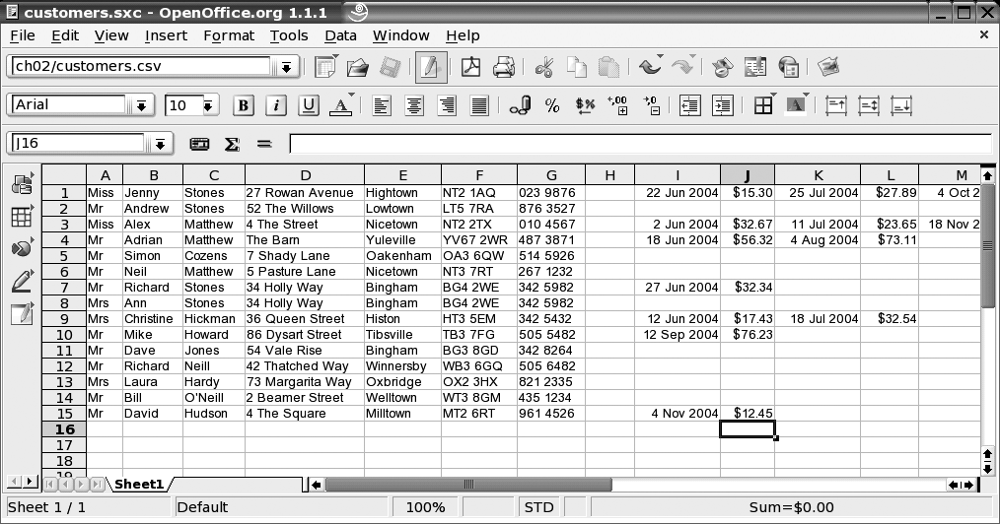 customers.sxc - OpenOffice.org 1.1.1
File Edit View Insert Format Tools Data Window Help
ch02/customers.csv
Arial 10 B i U A % $% +,00 ,0 A
J16 Σ =
A B C D E F G H I J K L M
1 Miss Jenny Stones 27 Rowan Avenue Hightown NT2 1AQ 023 9876 22 Jun 2004 $15.30 25 Jul 2004 $27.89 4 Oct 2
2 Mr Andrew Stones 52 The Willows Lowtown LT5 7RA 876 3527
3 Miss Alex Matthew 4 The Street Nicetown NT2 2TX 010 4567 2 Jun 2004 $32.67 11 Jul 2004 $23.65 18 Nov 2
4 Mr Adrian Matthew The Barn Yuleville YV67 2WR 487 3871 18 Jun 2004 $56.32 4 Aug 2004 $73.11
5 Mr Simon Cozens 7 Shady Lane Oakenham OA3 6QW 514 5926
6 Mr Neil Matthew 5 Pasture Lane Nicetown NT3 7RT 267 1232
7 Mr Richard Stones 34 Holly Way Bingham BG4 2WE 342 5982 27 Jun 2004 $32.34
8 Mrs Ann Stones 34 Holly Way Bingham BG4 2WE 342 5982
9 Mrs Christine Hickman 36 Queen Street Histon HT3 5EM 342 5432 12 Jun 2004 $17.43 18 Jul 2004 $32.54
10 Mr Mike Howard 86 Dysart Street Tibsville TB3 7FG 505 5482 12 Sep 2004 $76.23
11 Mr Dave Jones 54 Vale Rise Bingham BG3 8GD 342 8264
12 Mr Richard Neill 42 Thatched Way Winnersby WB3 6GQ 505 6482
13 Mrs Laura Hardy 73 Margarita Way Oxbridge OX2 3HX 821 2335
14 Mr Bill O'Neill 2 Beamer Street Welltown WT3 8GM 435 1234
15 Mr David Hudson 4 The Square Milltown MT2 6RT 961 4526 4 Nov 2004 $12.45
16
17
18
19
Sheet1
Sheet 1 / 1 Default 100% STD Sum=$0.00